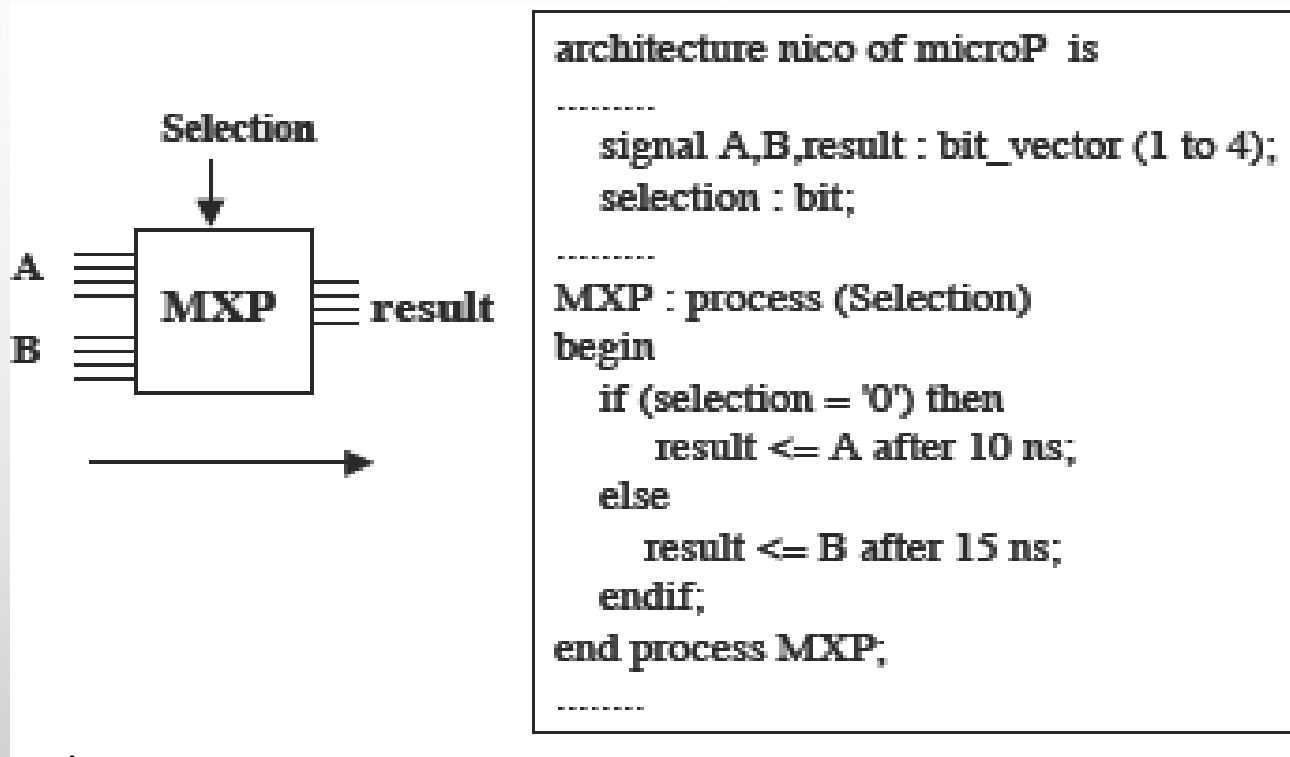 Selection
A
B
MXP
result
architecture nico of microP is
.........
signal A,B,result : bit_vector (1 to 4);
selection : bit;
.........
MXP : process (Selection)
begin
if (selection = '0') then
result <= A after 10 ns;
else
result <= B after 15 ns;
endif;
end process MXP;
........